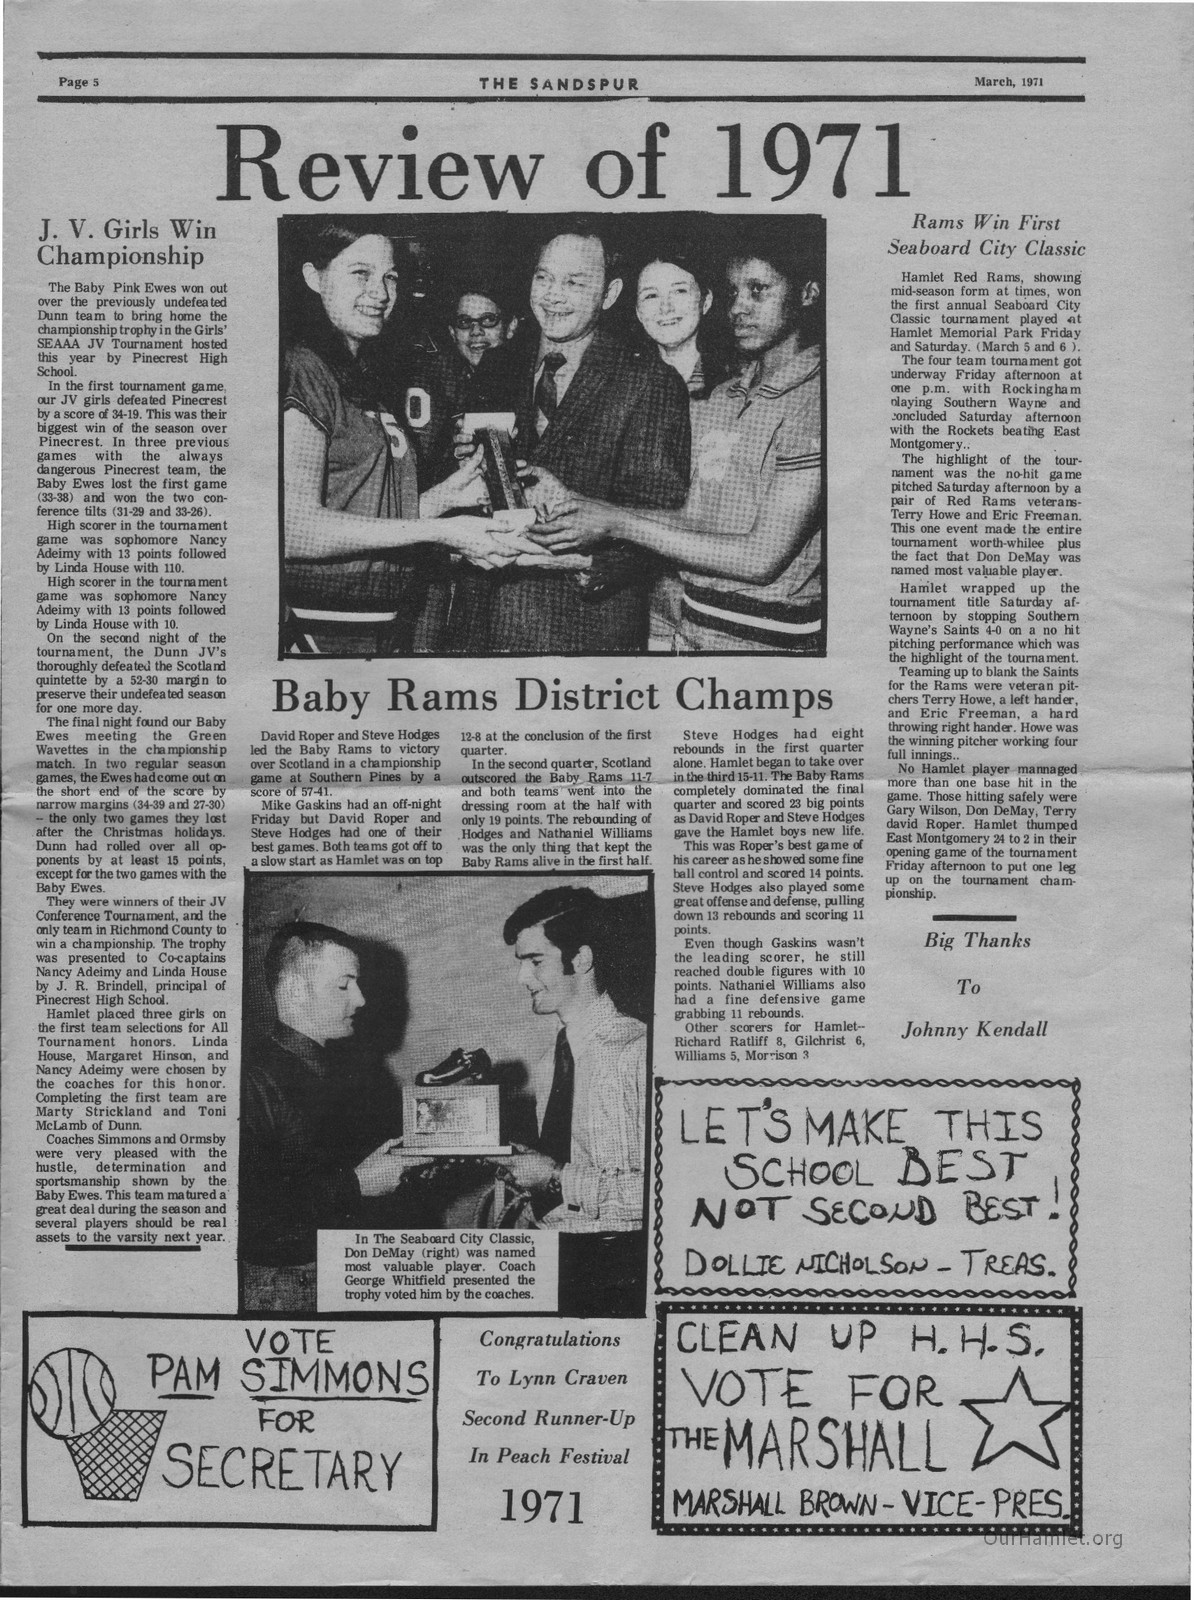 Page 5
THE SANDSPUR
March, 1971
Review of 1971
J. V. Girls Win
Championship
The Baby Pink Ewes won out
over the previously undefeated
Dunn team to bring home the
championship trophy in the Girls'
SEAAA JV Tournament hosted
this year by Pinecrest High
School.
In the first tournament game,
our JV girls defeated Pinecrest
by a score of 34-19. This was their
biggest win of the season over
Pinecrest. In three previous
games with the always
dangerous Pinecrest team, the
Baby Ewes lost the first game
(33-38) and won the two con-
ference tilts (31-29 and 33-26).
High scorer in the tournament
game was sophomore Nancy
Adeimy with 13 points followed
by Linda House with 110.
High scorer in the tournament
game was sophomore Nancy
Adeimy with 13 points followed
by Linda House with 10.
On the second night of the
tournament, the Dunn JV's
thoroughly defeated the Scotland
quintette by a 52-30 margin to
preserve their undefeated season
for one more day.
The final night found our Baby
Ewes meeting the Green
Wavettes in the championship
match. In two regular season
games, the Ewes had come out on
the short end of the score by
narrow margins (34-39 and 27-30)
-- the only two games they lost
after the Christmas holidays.
Dunn had rolled over all op-
ponents by at least 15 points,
except for the two games with the
Baby Ewes.
They were winners of their JV
Conference Tournament, and the
only team in Richmond County to
win a championship. The trophy
was presented to Co-captains
Nancy Adeimy and Linda House
by J. R. Brindell, principal of
Pinecrest High School.
Hamlet placed three girls on
the first team selections for All
Tournament honors. Linda
House, Margaret Hinson, and
Nancy Adeimy were chosen by
the coaches for this honor.
Completing the first team are
Marty Strickland and Toni
McLamb of Dunn.
Coaches Simmons and Ormsby
were very pleased with the
hustle, determination and
sportsmanship shown by the
Baby Ewes. This team matured a
great deal during the season and
several players should be real
assets to the varsity next year.
5
0
Baby Rams District Champs
David Roper and Steve Hodges
led the Baby Rams to victory
over Scotland in a championship
game at Southern Pines by a
score of 57-41.
Mike Gaskins had an off-night
Friday but David Roper and
Steve Hodges had one of their
best games. Both teams got off to
a slow start as Hamlet was on top
12-8 at the conclusion of the first
quarter.
In the second quarter, Scotland
outscored the Baby Rams 11-7
and both teams went into the
dressing room at the half with
only 19 points. The rebounding of
Hodges and Nathaniel Williams
was the only thing that kept the
Baby Rams alive in the first half.
Steve Hodges had eight
rebounds in the first quarter
alone. Hamlet began to take over
in the third 15-11. The Baby Rams
completely dominated the final
quarter and scored 23 big points
as David Roper and Steve Hodges
gave the Hamlet boys new life.
This was Roper's best game of
his career as he showed some fine
ball control and scored 14 points.
Steve Hodges also played some
great offense and defense, pulling
down 13 rebounds and scoring 11
points.
Even though Gaskins wasn't
the leading scorer, he still
reached double figures with 10
points. Nathaniel Williams also
had a fine defensive game
grabbing 11 rebounds.
Other scorers for Hamlet--
Richard Ratliff 8, Gilchrist 6,
Williams 5, Morrison 3
Rams Win First
Seaboard City Classic
Hamlet Red Rams, showing
mid-season form at times, won
the first annual Seaboard City
Classic tournament played at
Hamlet Memorial Park Friday
and Saturday. (March 5 and 6 ).
The four team tournament got
underway Friday afternoon at
one p.m. with Rockingham
playing Southern Wayne and
concluded Saturday afternoon
with the Rockets beating East
Montgomery..
The highlight of the tour-
nament was the no-hit game
pitched Saturday afternoon by a
pair of Red Rams veterans-
Terry Howe and Eric Freeman.
This one event made the entire
tournament worth-whilee plus
the fact that Don DeMay was
named most valuable player.
Hamlet wrapped up the
tournament title Saturday af-
ternoon by stopping Southern
Wayne's Saints 4-0 on a no hit
pitching performance which was
the highlight of the tournament.
Teaming up to blank the Saints
for the Rams were veteran pit-
chers Terry Howe, a left hander,
and Eric Freeman, a hard
throwing right hander. Howe was
the winning pitcher working four
full innings..
No Hamlet player mannaged
more than one base hit in the
game. Those hitting safely were
Gary Wilson, Don DeMay, Terry
david Roper. Hamlet thumped
East Montgomery 24 to 2 in their
opening game of the tournament
Friday afternoon to put one leg
up on the tournament cham-
pionship.
Big Thanks
To
Johnny Kendall
In The Seaboard City Classic,
Don DeMay (right) was named
most valuable player. Coach
George Whitfield presented the
trophy voted him by the coaches.
LET'S MAKE THIS
SCHOOL BEST
NOT SECOND BEST!
DOLLIE NICHOLSON - TREAS.
VOTE
PAM SIMMONS
FOR
SECRETARY
Congratulations
To Lynn Craven
Second Runner-Up
In Peach Festival
1971
CLEAN UP H.H.S.
VOTE FOR
THE MARSHALL
MARSHALL BROWN - VICE-PRES.
OurHamlet.org